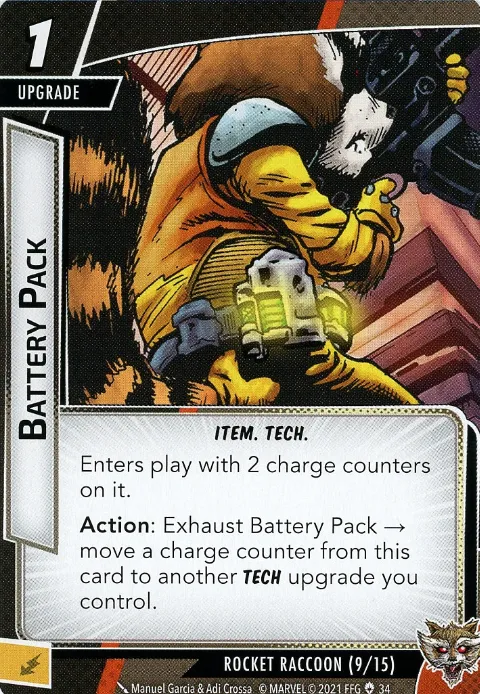 1
UPGRADE
BATTERY PACK
ITEM. TECH.
Enters play with 2 charge counters
on it.
Action: Exhaust Battery Pack →
move a charge counter from this
card to another TECH upgrade you
control.
ROCKET RACCOON (9/15)
Manuel Garcia & Adi Crossa © MARVEL © 2021 FFG 34